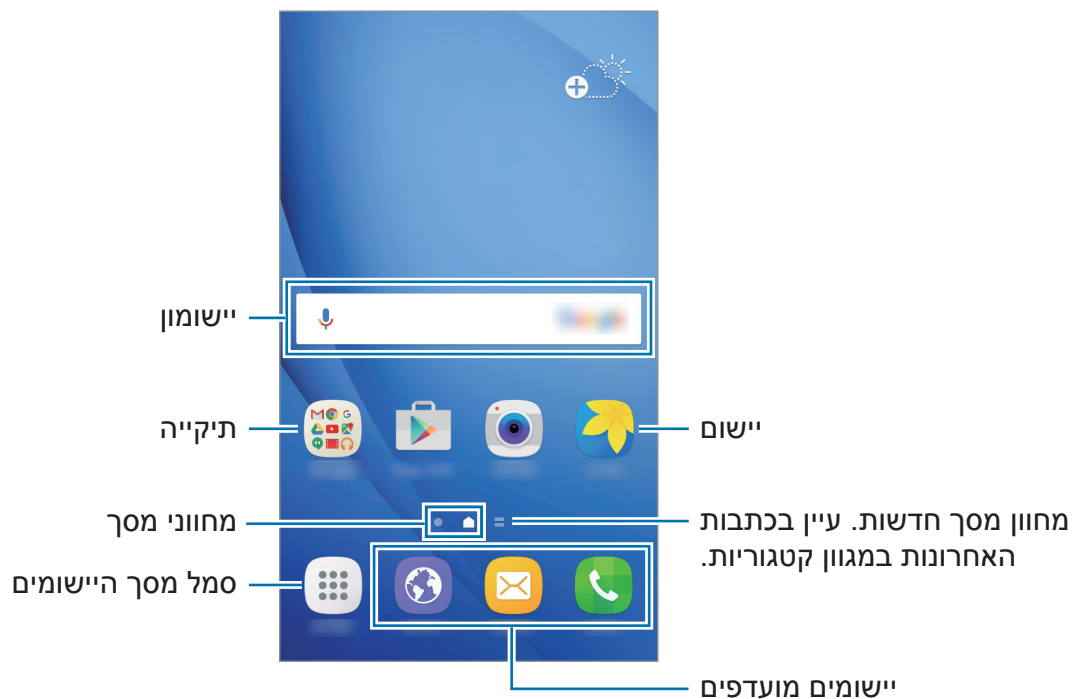 יישומון
תיקייה
יישום
מחווני מסך
מחוון מסך חדשות. עיין בכתבות
האחרונות במגוון קטגוריות.
סמל מסך היישומים
יישומים מועדפים